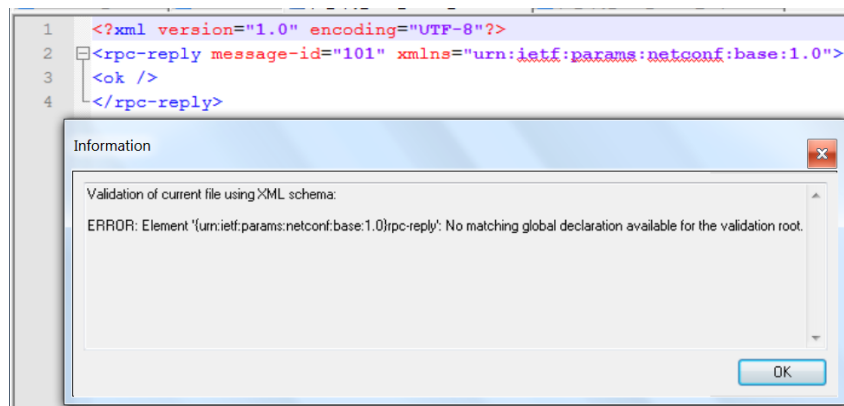 1 <?xml version="1.0" encoding="UTF-8"?>
2 <rpc-reply message-id="101" xmlns="urn:ietf:params:netconf:base:1.0">
3 <ok />
4 </rpc-reply>
Information
Validation of current file using XML schema:
ERROR: Element '{urn:ietf:params:netconf:base:1.0}rpc-reply': No matching global declaration available for the validation root.
OK